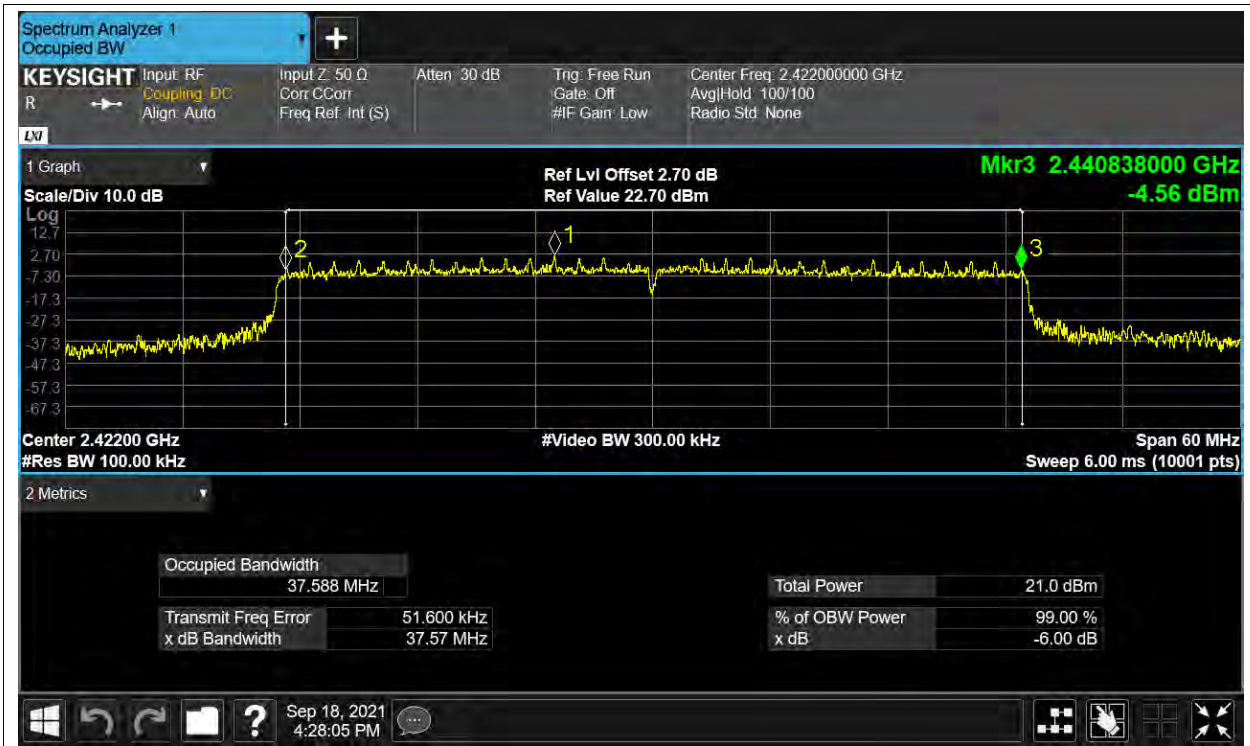 Spectrum Analyzer 1
Occupied BW
KEYSIGHT
R
LXI
Input: RF
Coupling: DC
Align: Auto
Input Z: 50 Ω
Corr CCorr
Freq Ref: Int (S)
Atten: 30 dB
Trig: Free Run
Gate: Off
#IF Gain: Low
Center Freq: 2.422000000 GHz
Avg|Hold: 100/100
Radio Std: None
1 Graph
Scale/Div 10.0 dB
Ref Lvl Offset 2.70 dB
Ref Value 22.70 dBm
Mkr3 2.440838000 GHz
-4.56 dBm
Log
12.7
2.70
-7.30
-17.3
-27.3
-37.3
-47.3
-57.3
-67.3
2
1
3
Center 2.42200 GHz
#Res BW 100.00 kHz
#Video BW 300.00 kHz
Span 60 MHz
Sweep 6.00 ms (10001 pts)
2 Metrics
Occupied Bandwidth
37.588 MHz
Transmit Freq Error 51.600 kHz
x dB Bandwidth 37.57 MHz
Total Power 21.0 dBm
% of OBW Power 99.00 %
x dB -6.00 dB
?
Sep 18, 2021
4:28:05 PM